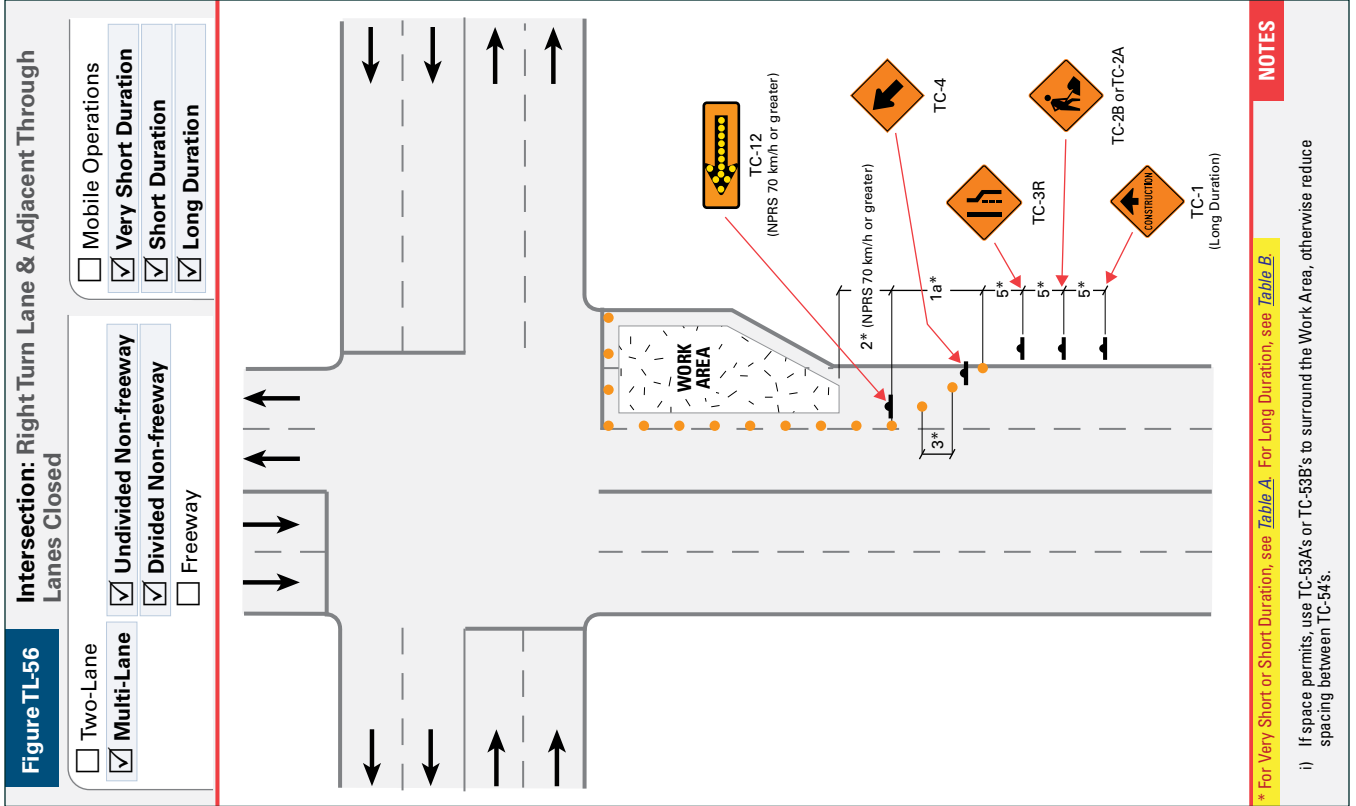 Figure TL-56
Intersection: Right Turn Lane & Adjacent Through
Lanes Closed
Two-Lane
Multi-Lane
Undivided Non-freeway
Divided Non-freeway
Freeway
Mobile Operations
Very Short Duration
Short Duration
Long Duration
WORK
AREA
TC-12
(NPRS 70 km/h or greater)
2* (NPRS 70 km/h or greater)
TC-4
1a*
3*
TC-3R
5*
5*
5*
TC-2B or TC-2A
CONSTRUCTION
TC-1
(Long Duration)
NOTES
* For Very Short or Short Duration, see Table A. For Long Duration, see Table B.
i) If space permits, use TC-53A's or TC-53B's to surround the Work Area, otherwise reduce
spacing between TC-54's.